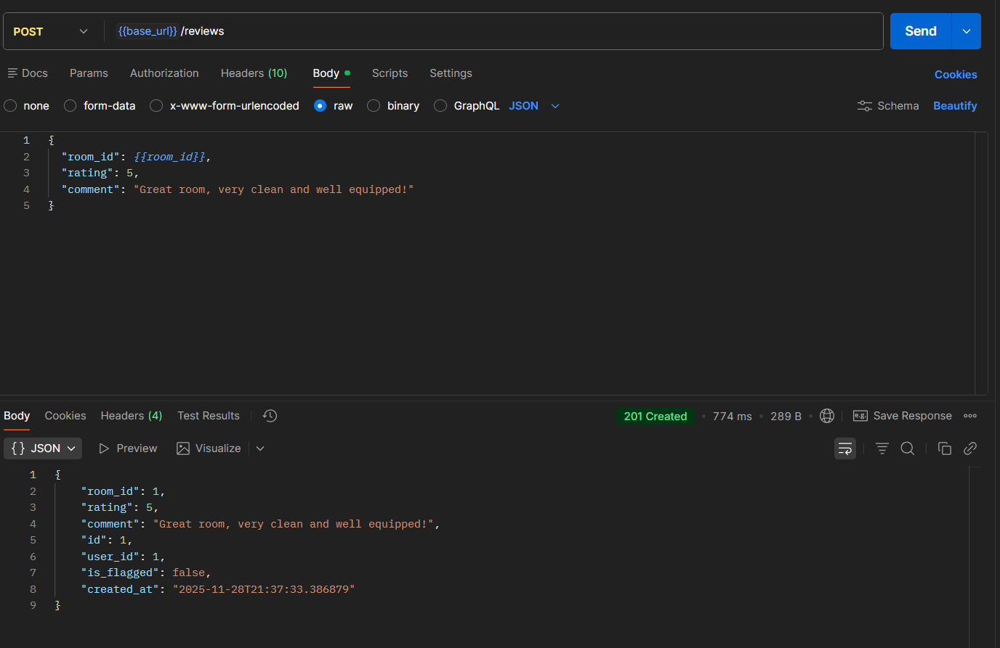 POST {{base_url}} /reviews Send
Docs Params Authorization Headers (10) Body Scripts Settings Cookies
none form-data x-www-form-urlencoded raw binary GraphQL JSON Schema Beautify
1 {
2 "room_id": {{room_id}},
3 "rating": 5,
4 "comment": "Great room, very clean and well equipped!"
5 }
Body Cookies Headers (4) Test Results 201 Created • 774 ms • 289 B • e.g. Save Response
{} JSON Preview Visualize
1 {
2 "room_id": 1,
3 "rating": 5,
4 "comment": "Great room, very clean and well equipped!",
5 "id": 1,
6 "user_id": 1,
7 "is_flagged": false,
8 "created_at": "2025-11-28T21:37:33.386879"
9 }